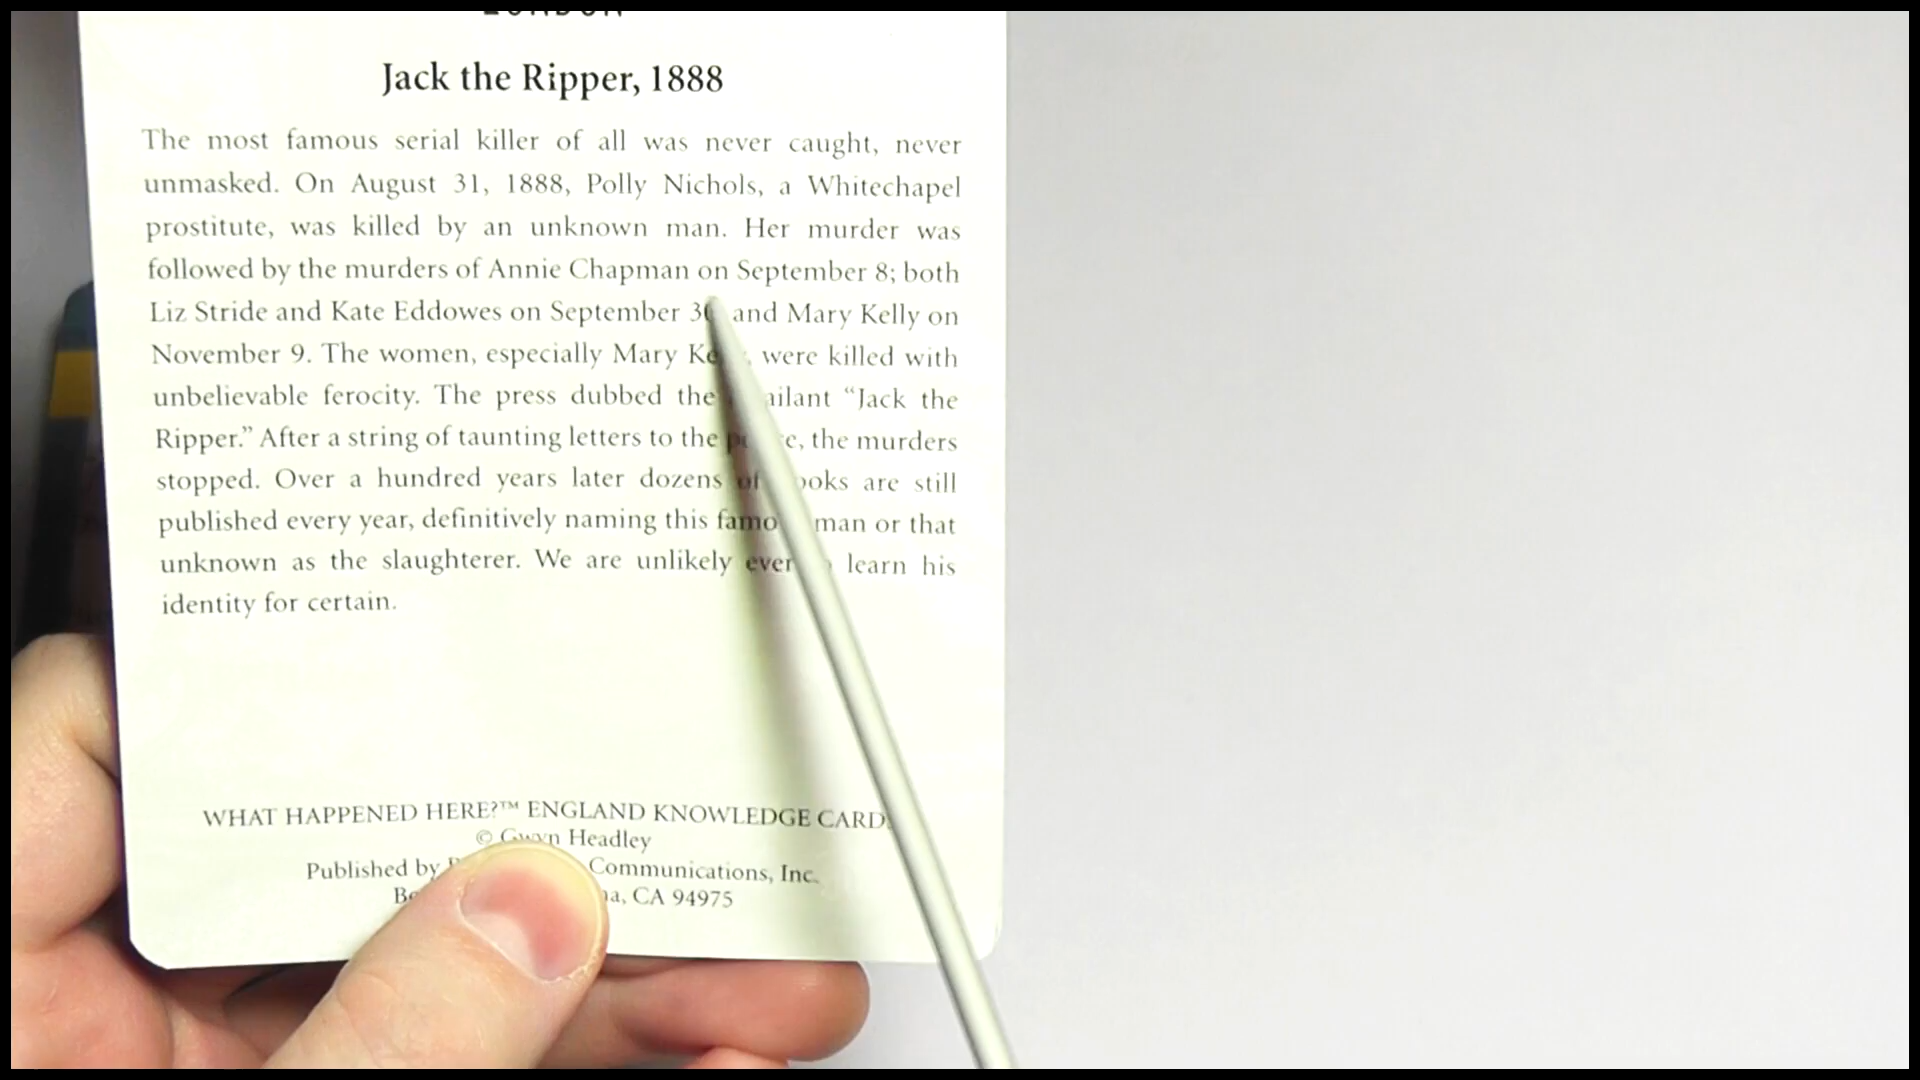 LONDON
Jack the Ripper, 1888
The most famous serial killer of all was never caught, never
unmasked. On August 31, 1888, Polly Nichols, a Whitechapel
prostitute, was killed by an unknown man. Her murder was
followed by the murders of Annie Chapman on September 8; both
Liz Stride and Kate Eddowes on September and Mary Kelly on
November 9. The women, especially Mary were killed with
unbelievable ferocity. The press dubbed the "Jack the
Ripper." After a string of taunting letters to the the murders
stopped. Over a hundred years later dozens of are still
published every year, definitively naming this man or that
unknown as the slaughterer. We are unlikely ever learn his
identity for certain.
WHAT HAPPENED HERE?™ ENGLAND KNOWLEDGE
© Gwyn Headley
Published by Communications, Inc.
CA 94975